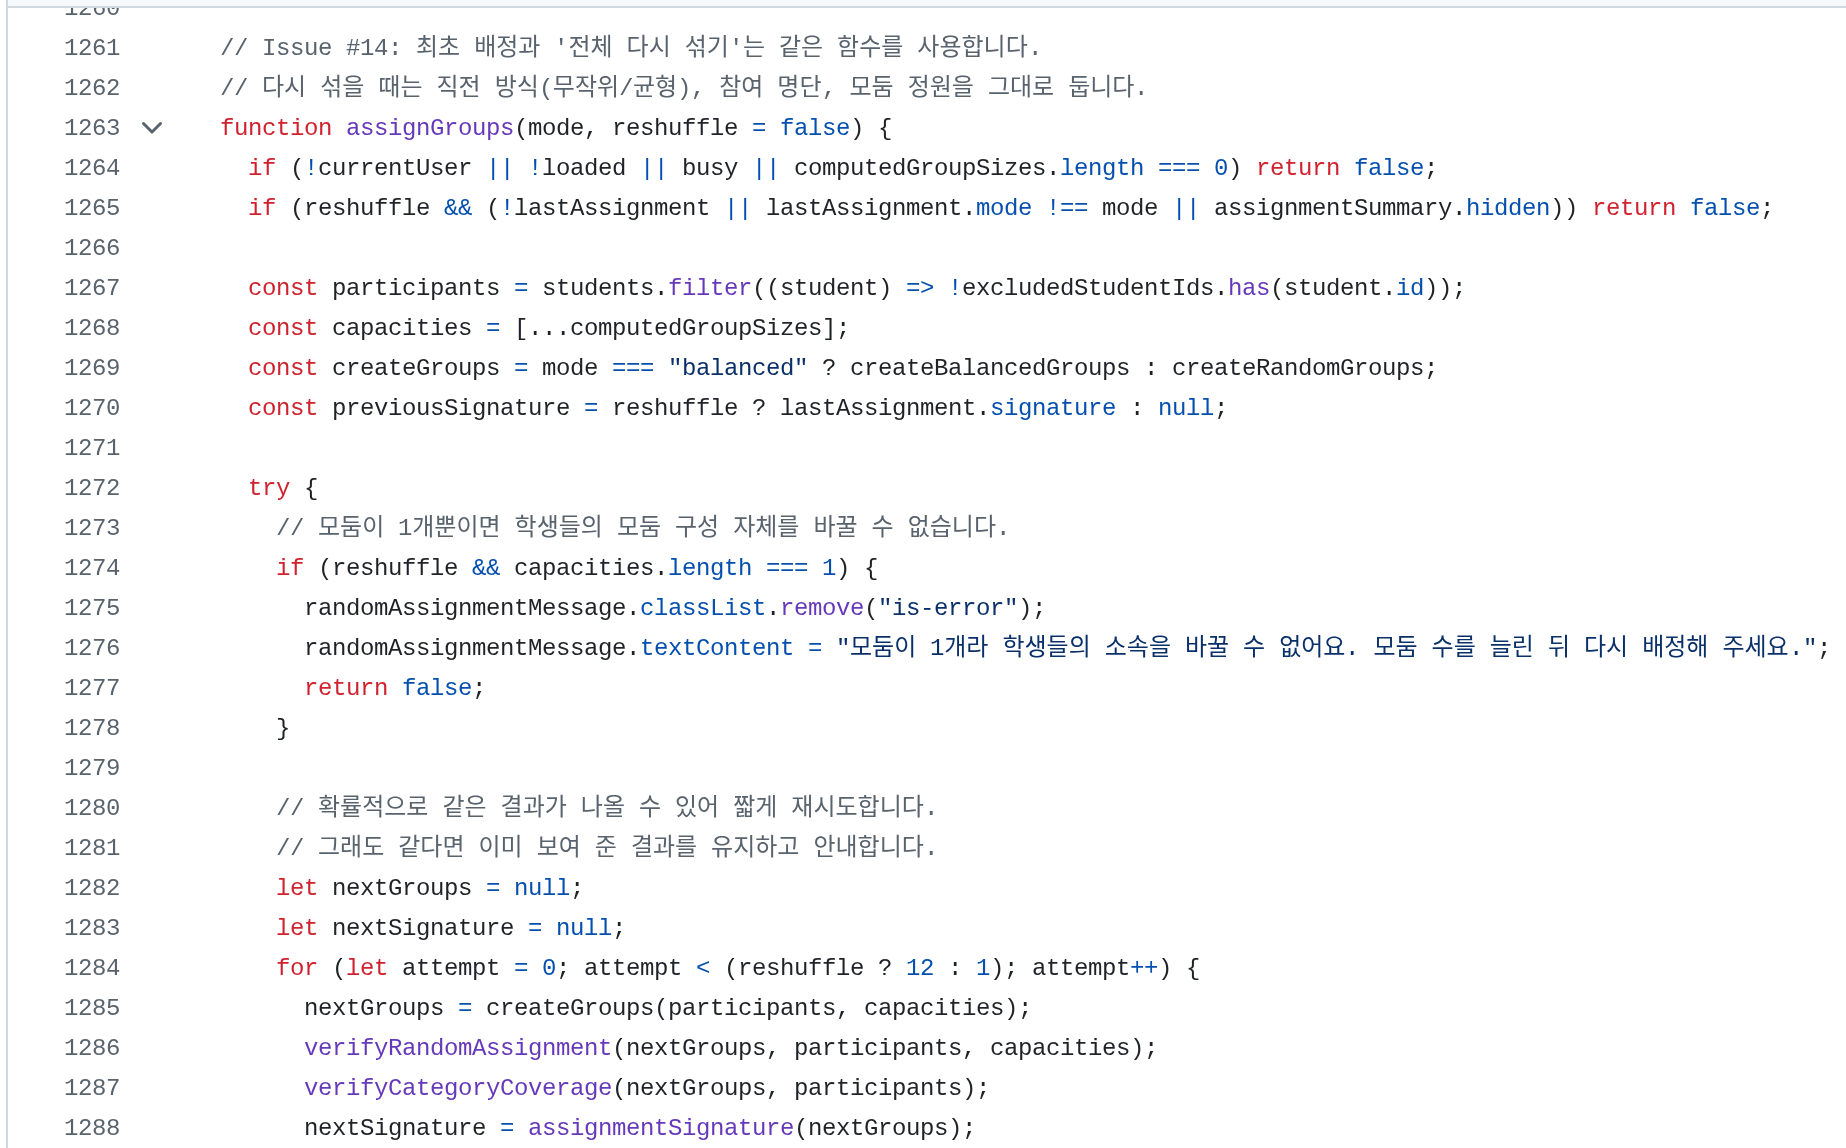 1260
1261 // Issue #14: 최초 배정과 '전체 다시 섞기'는 같은 함수를 사용합니다.
1262 // 다시 섞을 때는 직전 방식(무작위/균형), 참여 명단, 모둠 정원을 그대로 둡니다.
1263 function assignGroups(mode, reshuffle = false) {
1264 if (!currentUser || !loaded || busy || computedGroupSizes.length === 0) return false;
1265 if (reshuffle && (!lastAssignment || lastAssignment.mode !== mode || assignmentSummary.hidden)) return false;
1266
1267 const participants = students.filter((student) => !excludedStudentIds.has(student.id));
1268 const capacities = [...computedGroupSizes];
1269 const createGroups = mode === "balanced" ? createBalancedGroups : createRandomGroups;
1270 const previousSignature = reshuffle ? lastAssignment.signature : null;
1271
1272 try {
1273 // 모둠이 1개뿐이면 학생들의 모둠 구성 자체를 바꿀 수 없습니다.
1274 if (reshuffle && capacities.length === 1) {
1275 randomAssignmentMessage.classList.remove("is-error");
1276 randomAssignmentMessage.textContent = "모둠이 1개라 학생들의 소속을 바꿀 수 없어요. 모둠 수를 늘린 뒤 다시 배정해 주세요.";
1277 return false;
1278 }
1279
1280 // 확률적으로 같은 결과가 나올 수 있어 짧게 재시도합니다.
1281 // 그래도 같다면 이미 보여 준 결과를 유지하고 안내합니다.
1282 let nextGroups = null;
1283 let nextSignature = null;
1284 for (let attempt = 0; attempt < (reshuffle ? 12 : 1); attempt++) {
1285 nextGroups = createGroups(participants, capacities);
1286 verifyRandomAssignment(nextGroups, participants, capacities);
1287 verifyCategoryCoverage(nextGroups, participants);
1288 nextSignature = assignmentSignature(nextGroups);